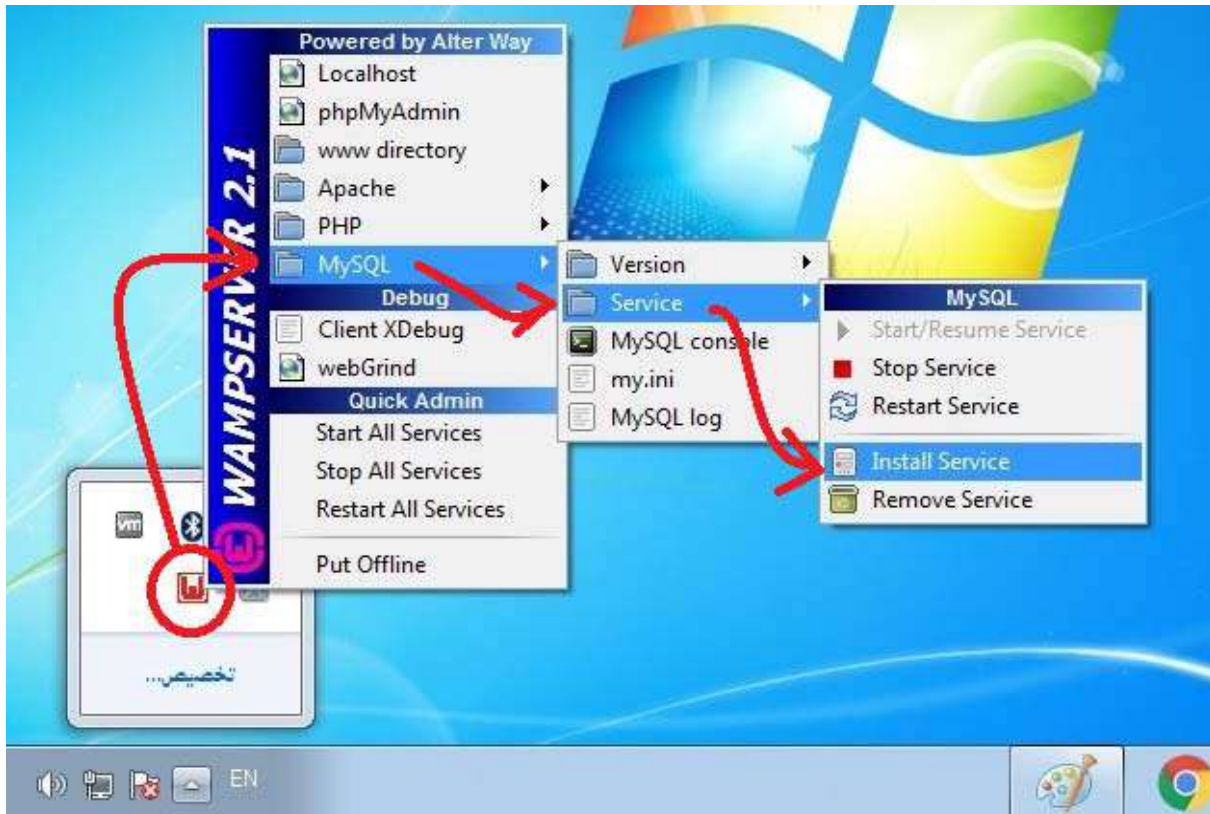 Powered by Alter Way
Localhost
phpMyAdmin
www directory
Apache
PHP
MySQL
Debug
Client XDebug
webGrind
Quick Admin
Start All Services
Stop All Services
Restart All Services
Put Offline
WAMPSERVER 2.1
Version
Service
MySQL console
my.ini
MySQL log
MySQL
Start/Resume Service
Stop Service
Restart Service
Install Service
Remove Service
vm
تخصيص...
EN